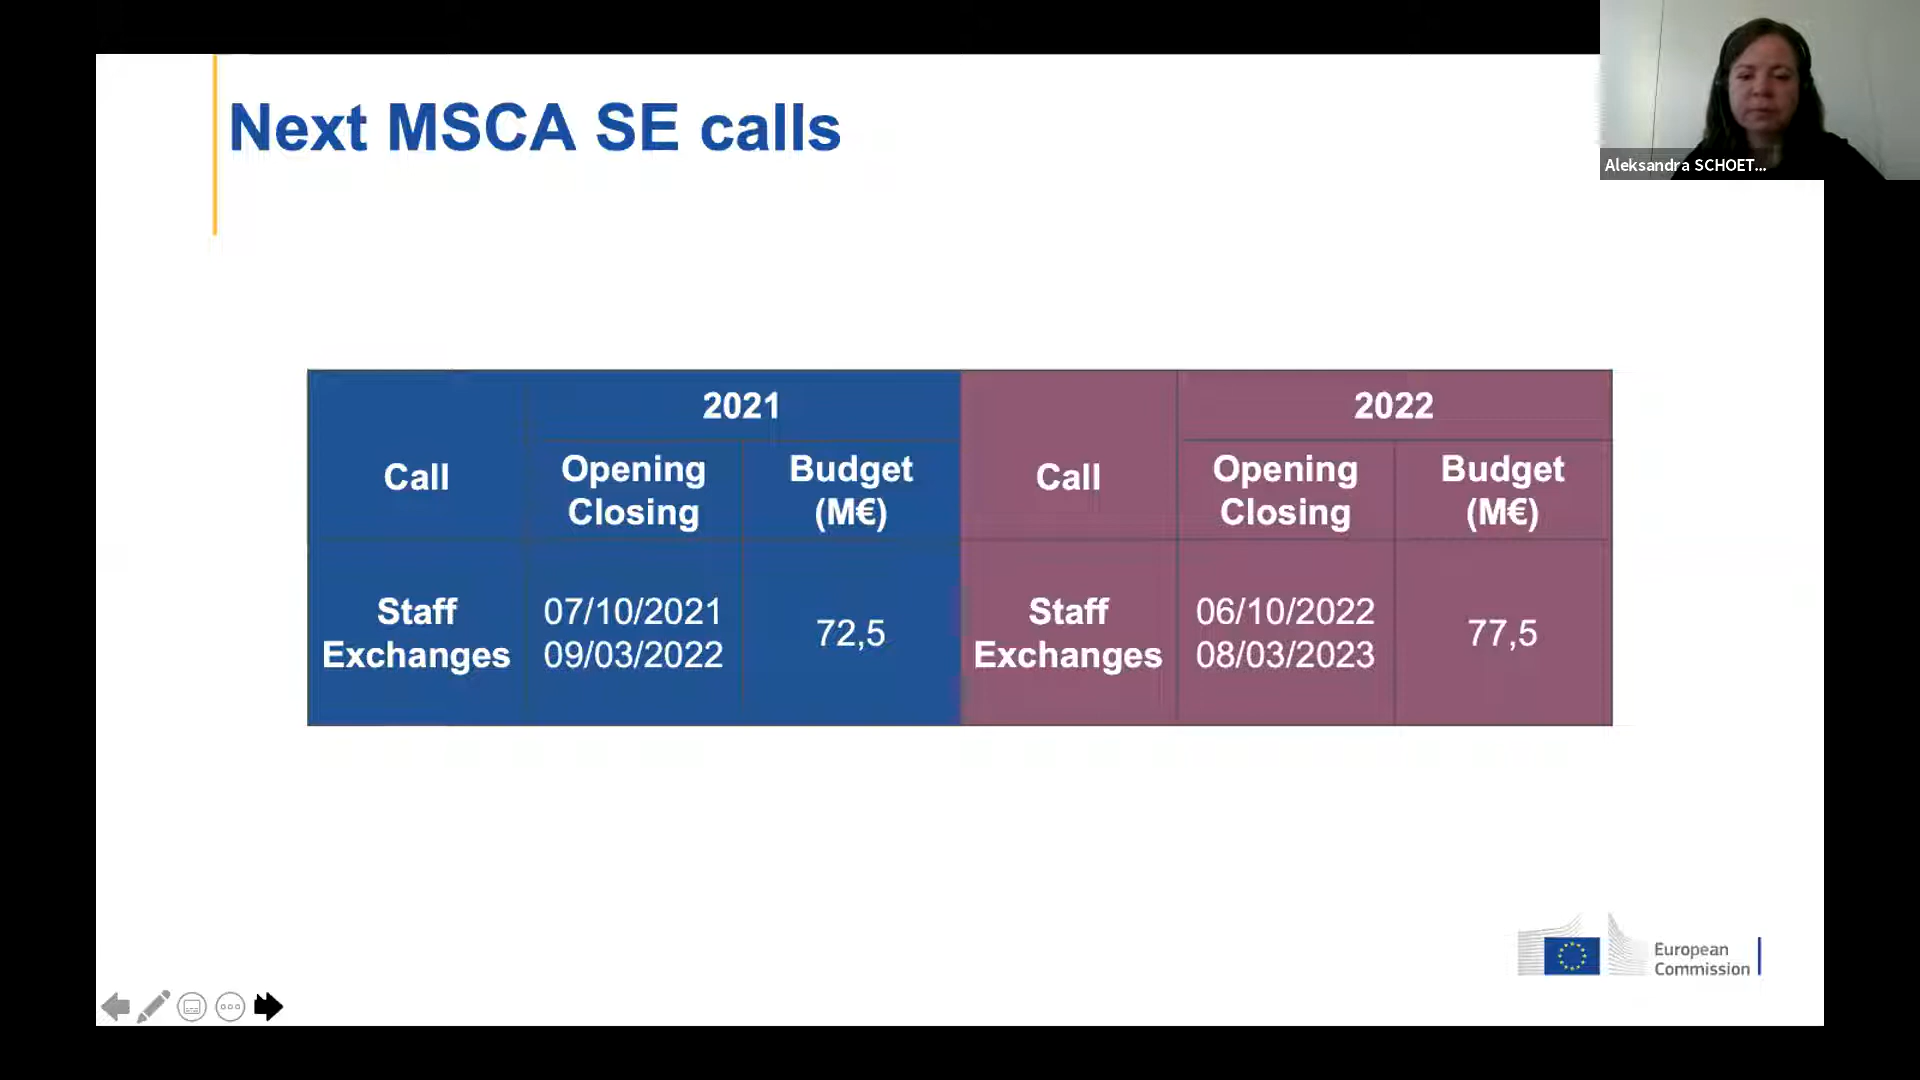 Next MSCA SE calls
Aleksandra SCHOET...
2021
2022
Call
Opening
Closing
Budget
(M€)
Call
Opening
Closing
Budget
(M€)
Staff
Exchanges
07/10/2021
09/03/2022
72,5
Staff
Exchanges
06/10/2022
08/03/2023
77,5
European
Commission